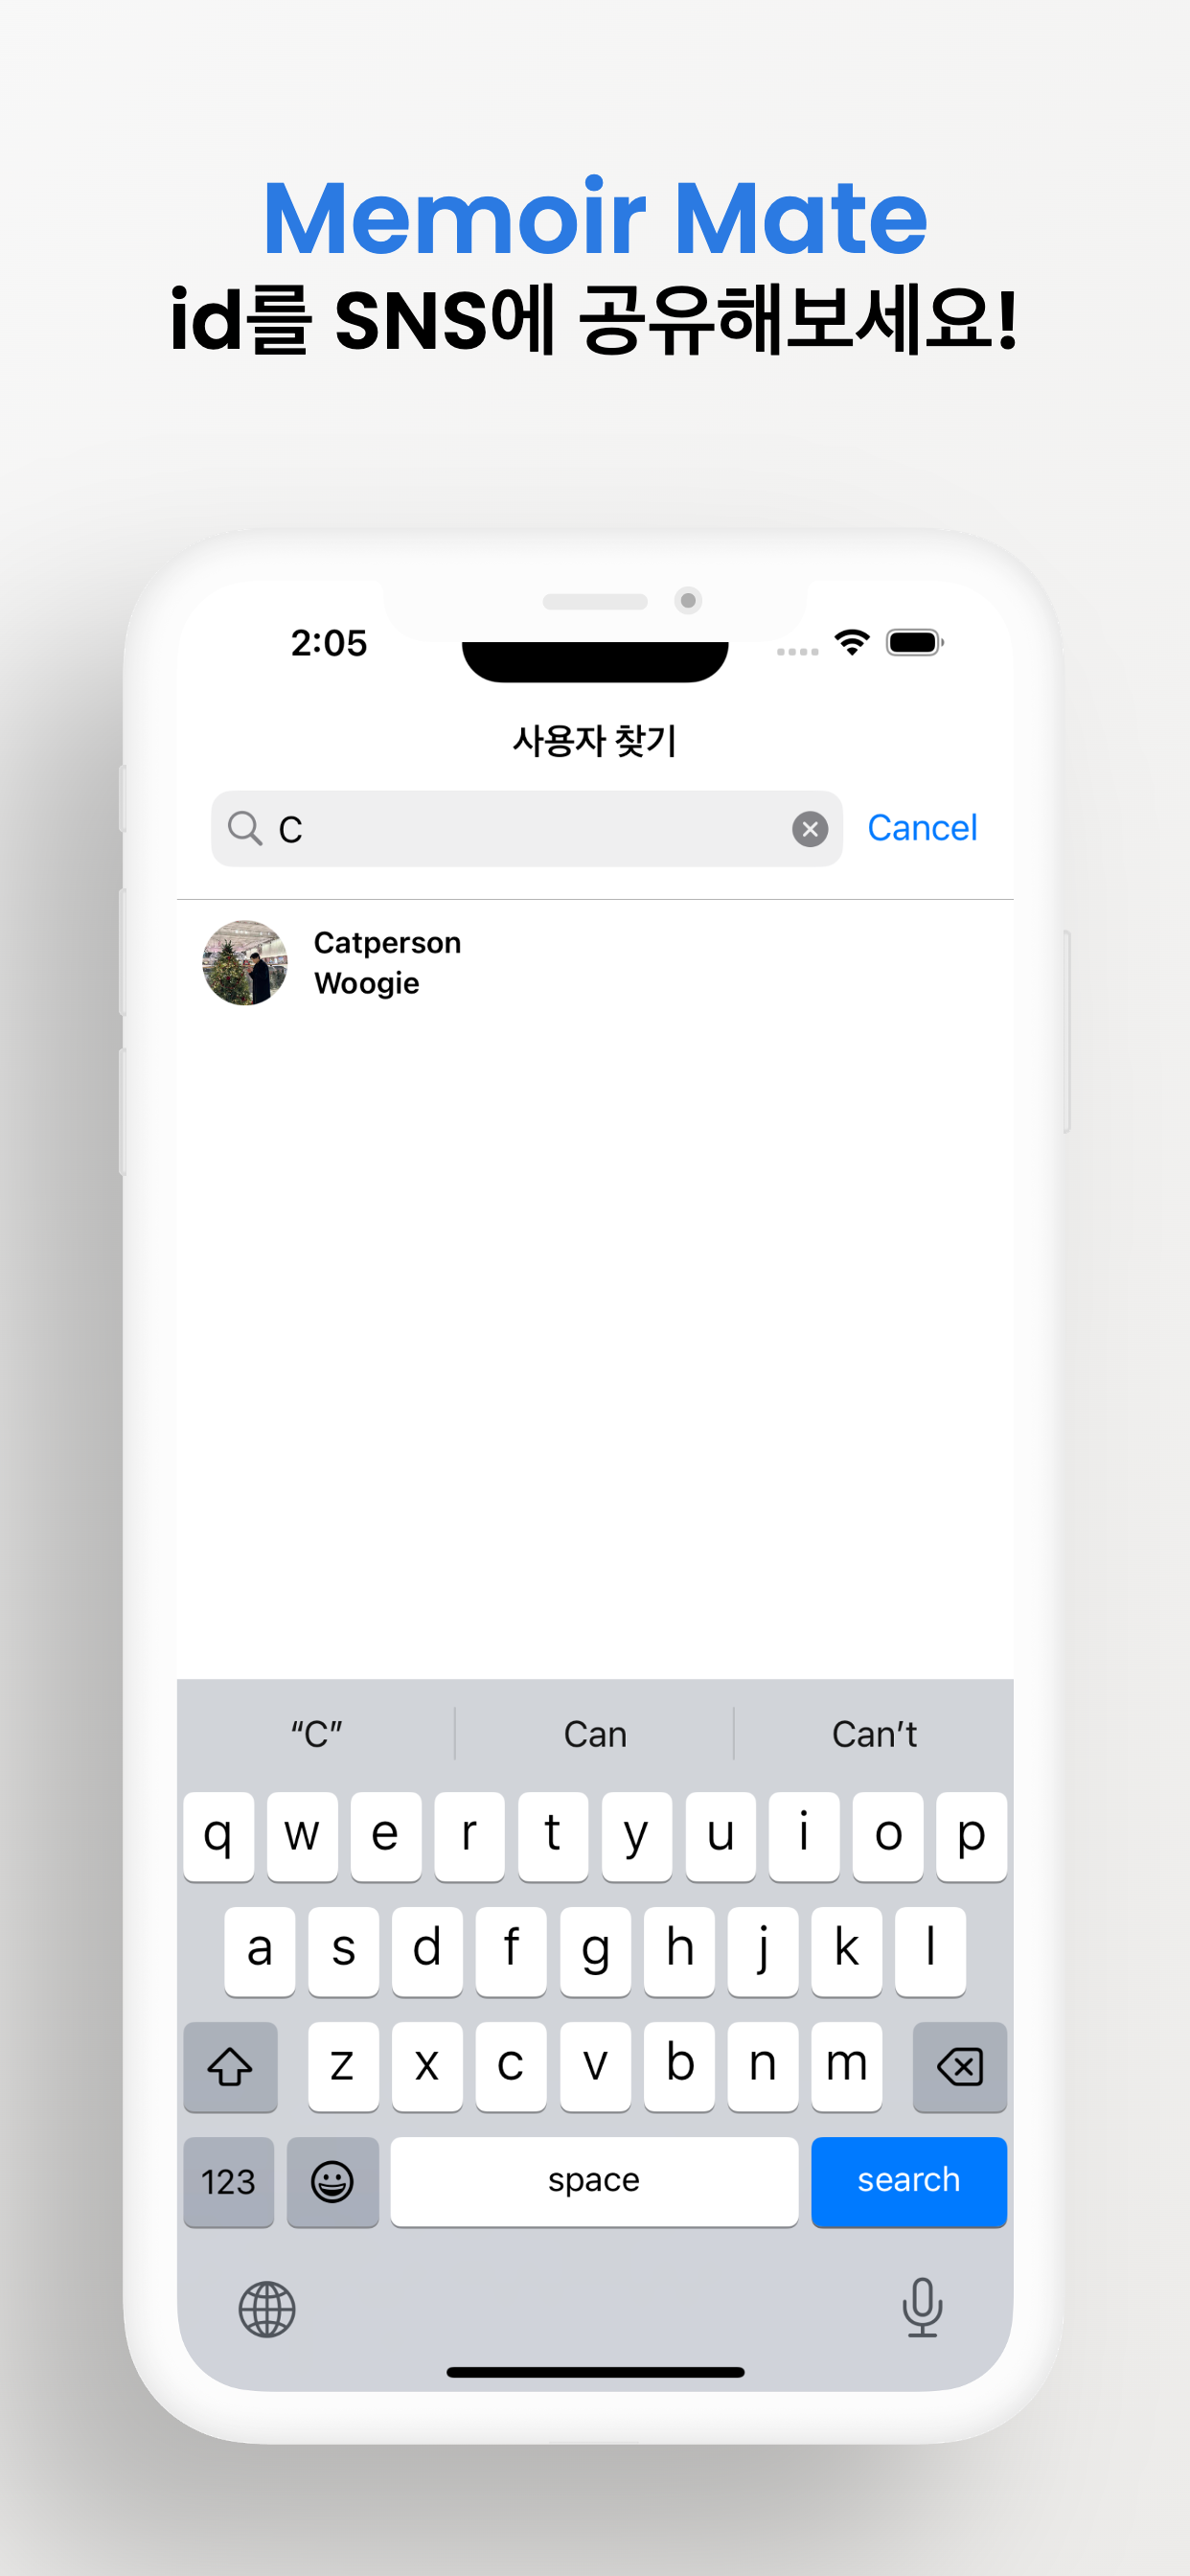 Memoir Mate
id를 SNS에 공유해보세요!
2:05
사용자 찾기
C
Cancel
Catperson
Woogie
“C”
Can
Can’t
q w e r t y u i o p
a s d f g h j k l
z x c v b n m
123
space
search